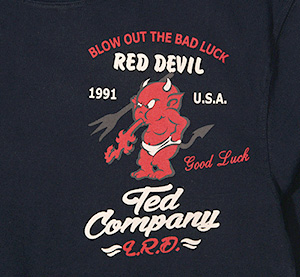 BLOW OUT THE BAD LUCK
RED DEVIL
1991 U.S.A.
Good Luck
Ted
Company
L.R.D.